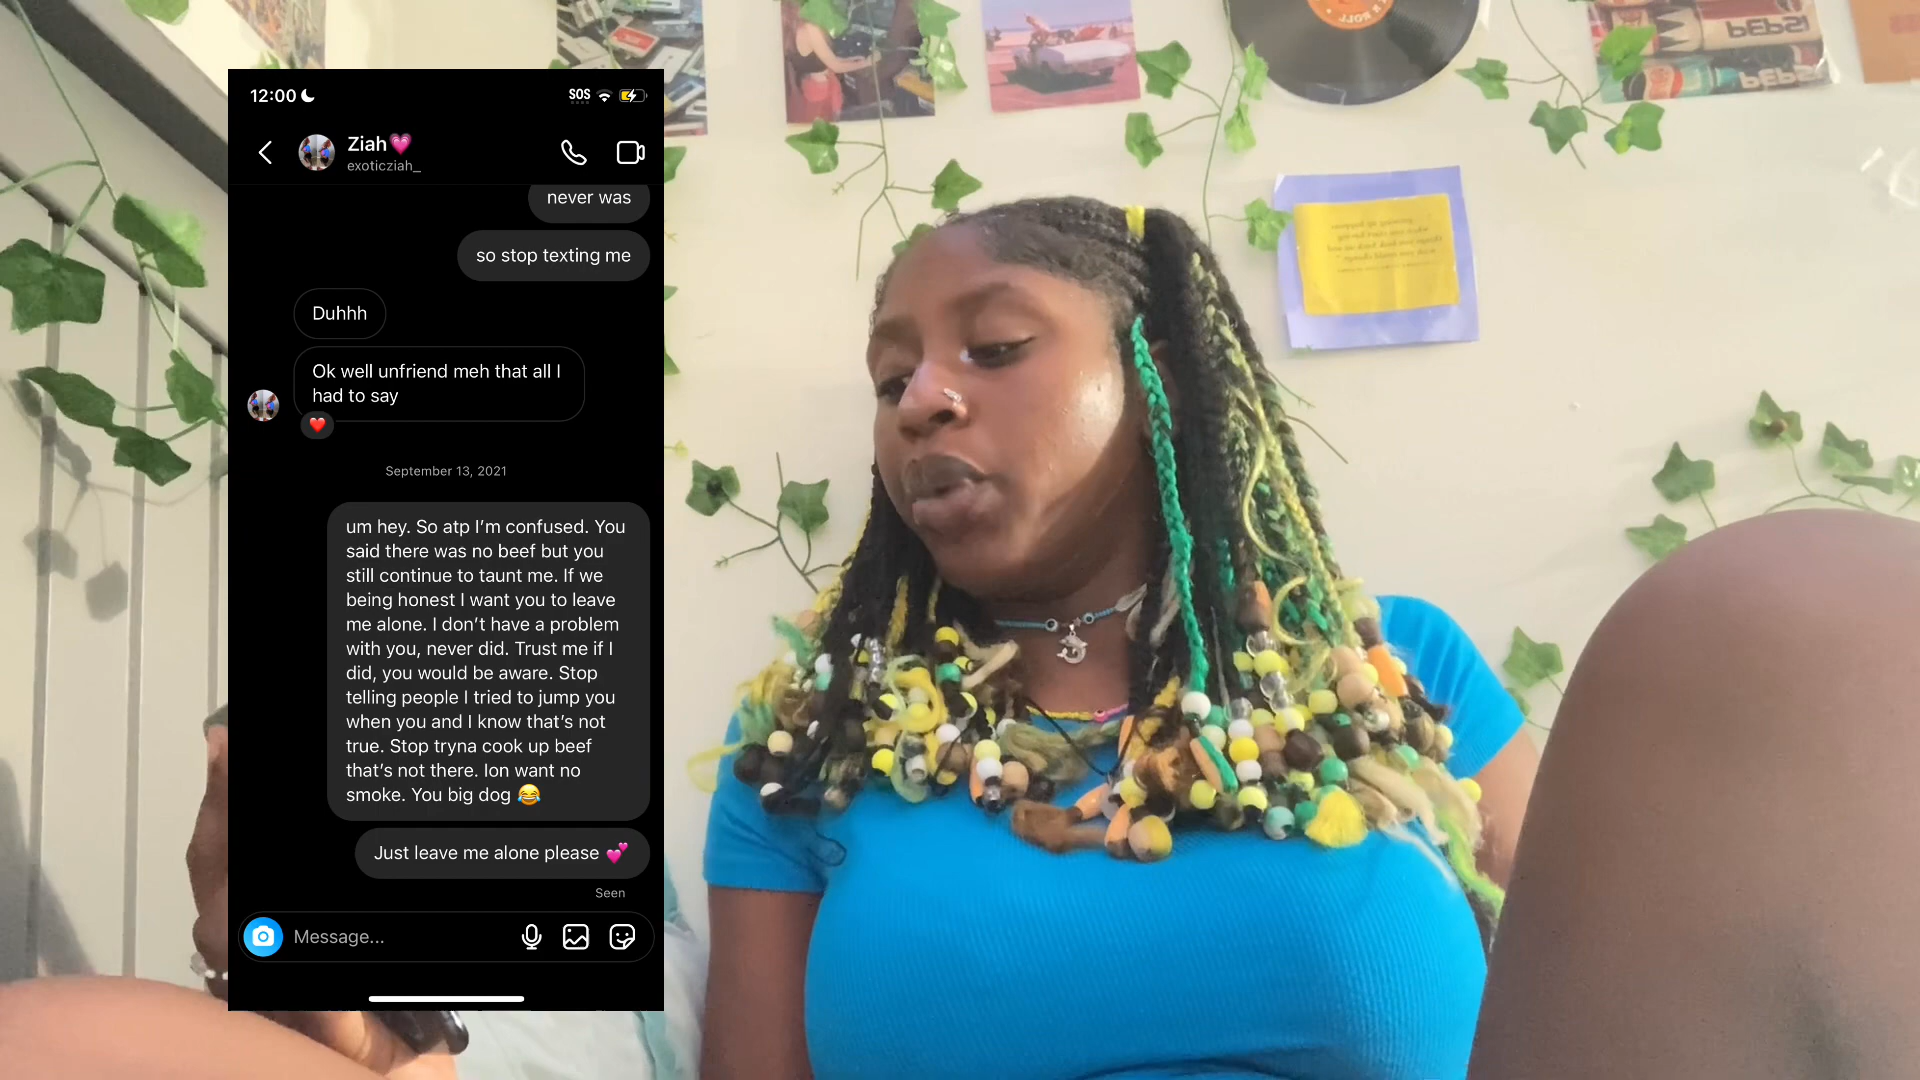 12:00
SOS
Ziah💗
exoticziah_
never was
so stop texting me
Duhhh
Ok well unfriend meh that all I
had to say
❤️
September 13, 2021
um hey. So atp I’m confused. You
said there was no beef but you
still continue to taunt me. If we
being honest I want you to leave
me alone. I don’t have a problem
with you, never did. Trust me if I
did, you would be aware. Stop
telling people I tried to jump you
when you and I know that’s not
true. Stop tryna cook up beef
that’s not there. Ion want no
smoke. You big dog 😂
Just leave me alone please 💕
Seen
Message...
PEPSI
PEPSI